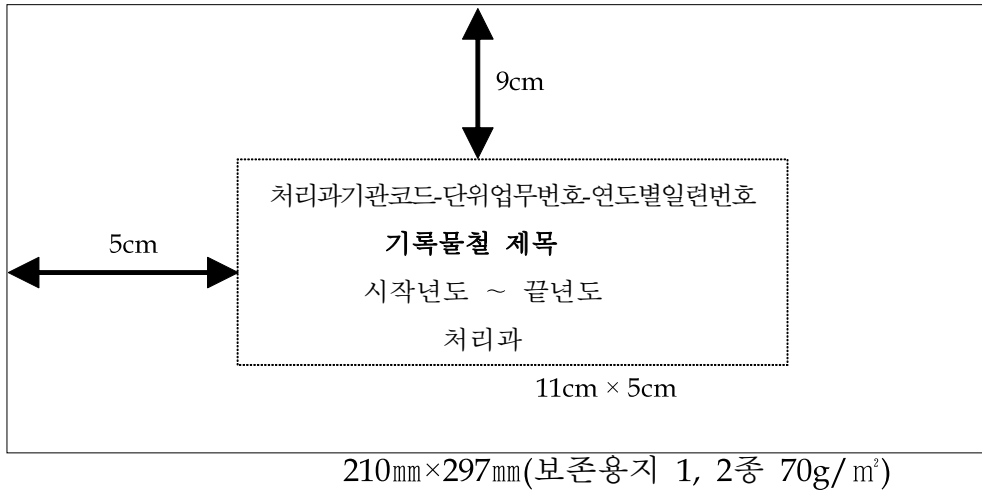 9cm
처리과기관코드-단위업무번호-연도별일련번호
기록물철 제목
5cm
시작년도 ~ 끝년도
처리과
11cm × 5cm
210㎜×297㎜(보존용지 1, 2종 70g/㎡)